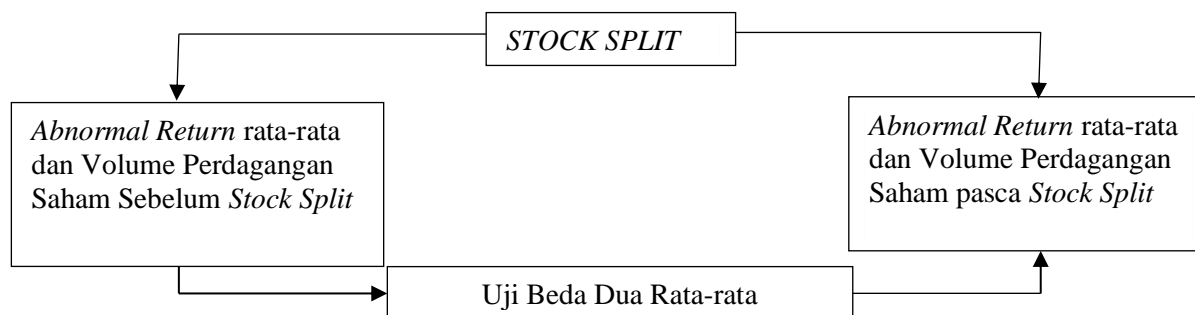 STOCK SPLIT
Abnormal Return rata-rata
dan Volume Perdagangan
Saham Sebelum Stock Split
Abnormal Return rata-rata
dan Volume Perdagangan
Saham pasca Stock Split
Uji Beda Dua Rata-rata